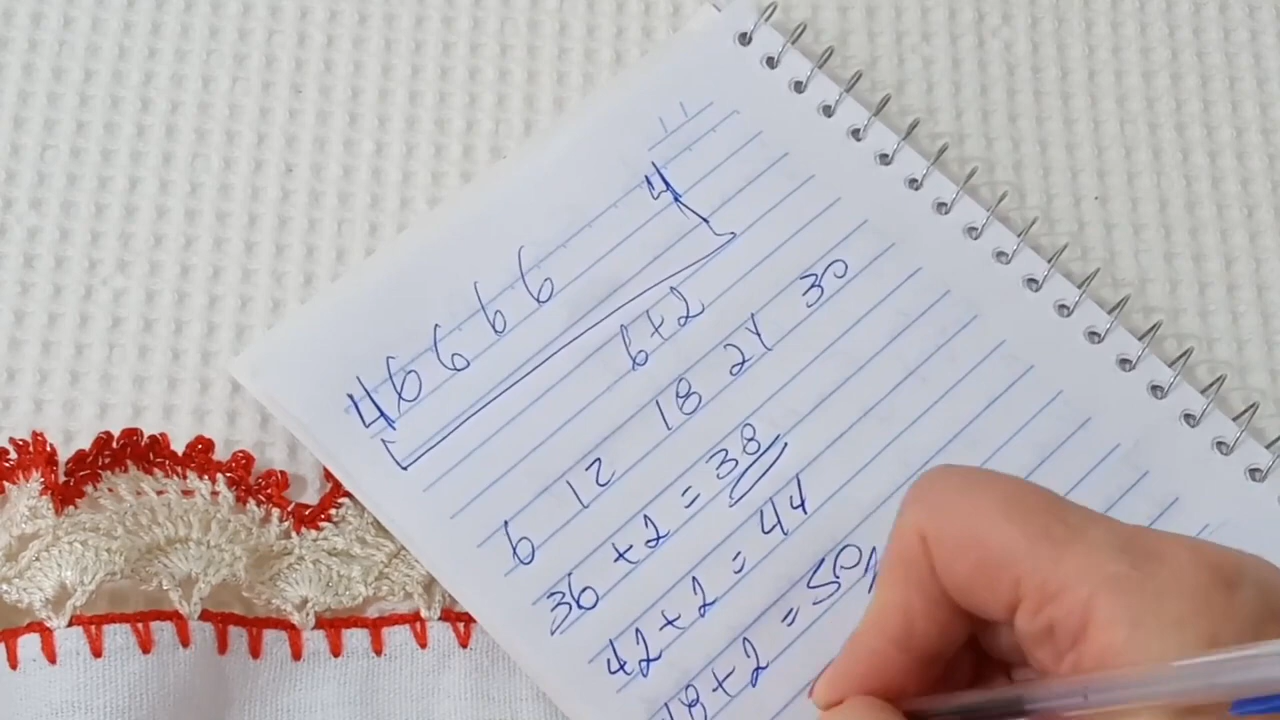 4 6 6 6 6 4
6+2
6 12 18 24 30
36 +2 = 38
42+2 = 44
48+2 = 50